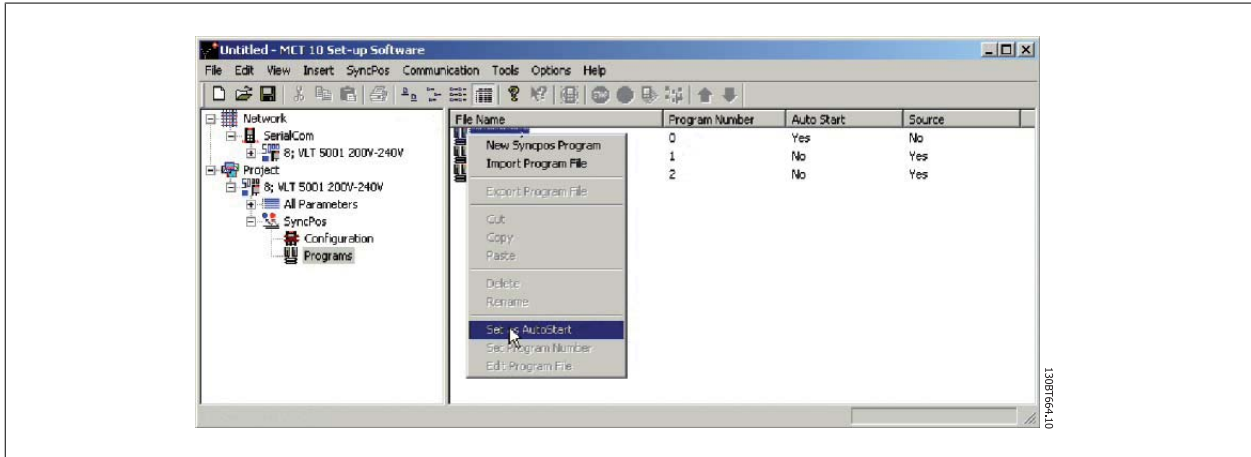 Untitled - MCT 10 Set-up Software
File Edit View Insert SyncPos Communication Tools Options Help
Network
SerialCom
8; VLT 5001 200V-240V
Project
8; VLT 5001 200V-240V
All Parameters
SyncPos
Configuration
Programs
File Name Program Number Auto Start Source
0 Yes No
1 No Yes
2 No Yes
New Syncpos Program
Import Program File
Export Program File
Cut
Copy
Paste
Delete
Rename
Set as AutoStart
Set Program Number
Edit Program File
130BT664.10